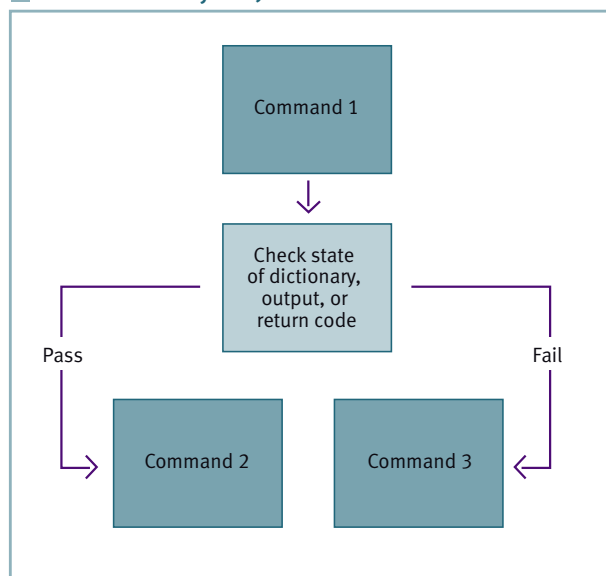 Command 1
Check state
of dictionary,
output, or
return code
Pass
Fail
Command 2
Command 3